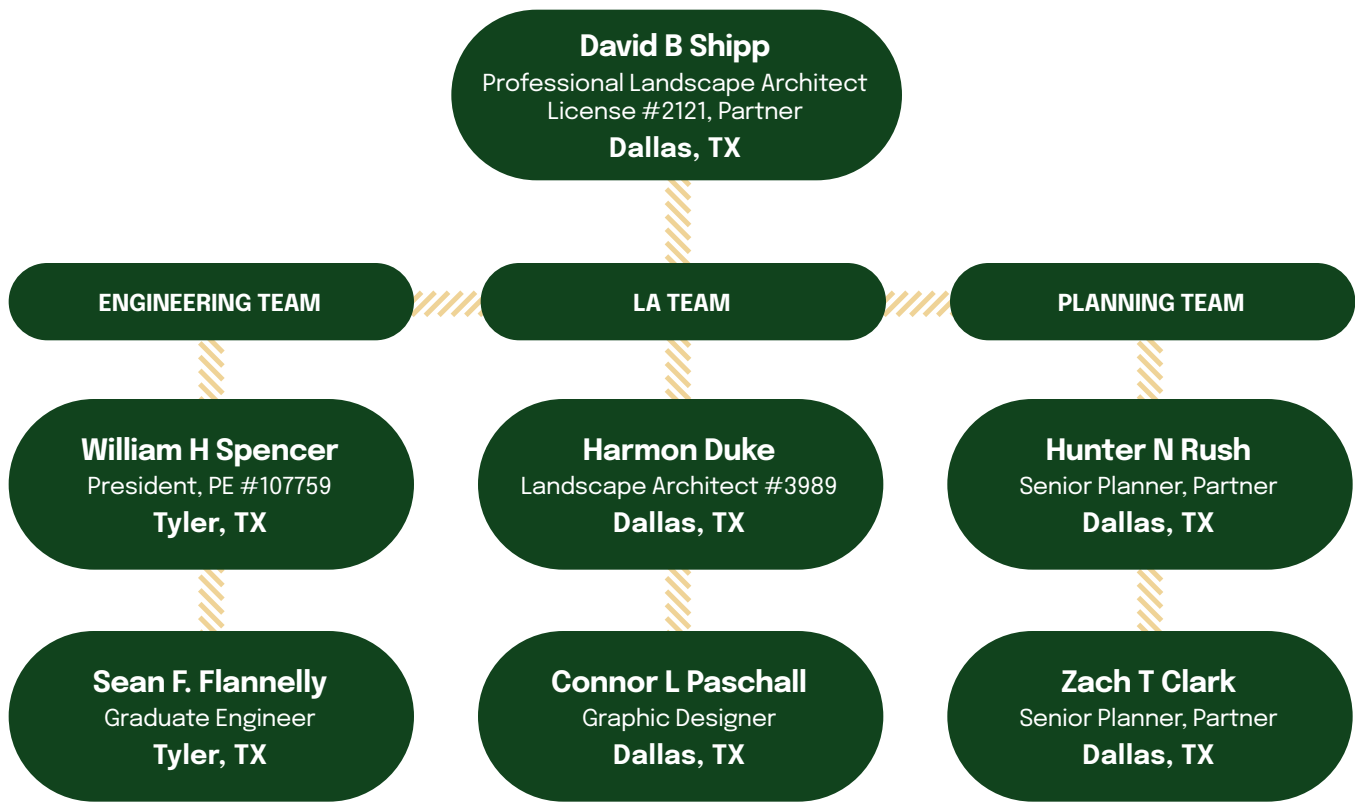 David B Shipp
Professional Landscape Architect
License #2121, Partner
Dallas, TX
ENGINEERING TEAM
LA TEAM
PLANNING TEAM
William H Spencer
President, PE #107759
Tyler, TX
Harmon Duke
Landscape Architect #3989
Dallas, TX
Hunter N Rush
Senior Planner, Partner
Dallas, TX
Sean F. Flannelly
Graduate Engineer
Tyler, TX
Connor L Paschall
Graphic Designer
Dallas, TX
Zach T Clark
Senior Planner, Partner
Dallas, TX